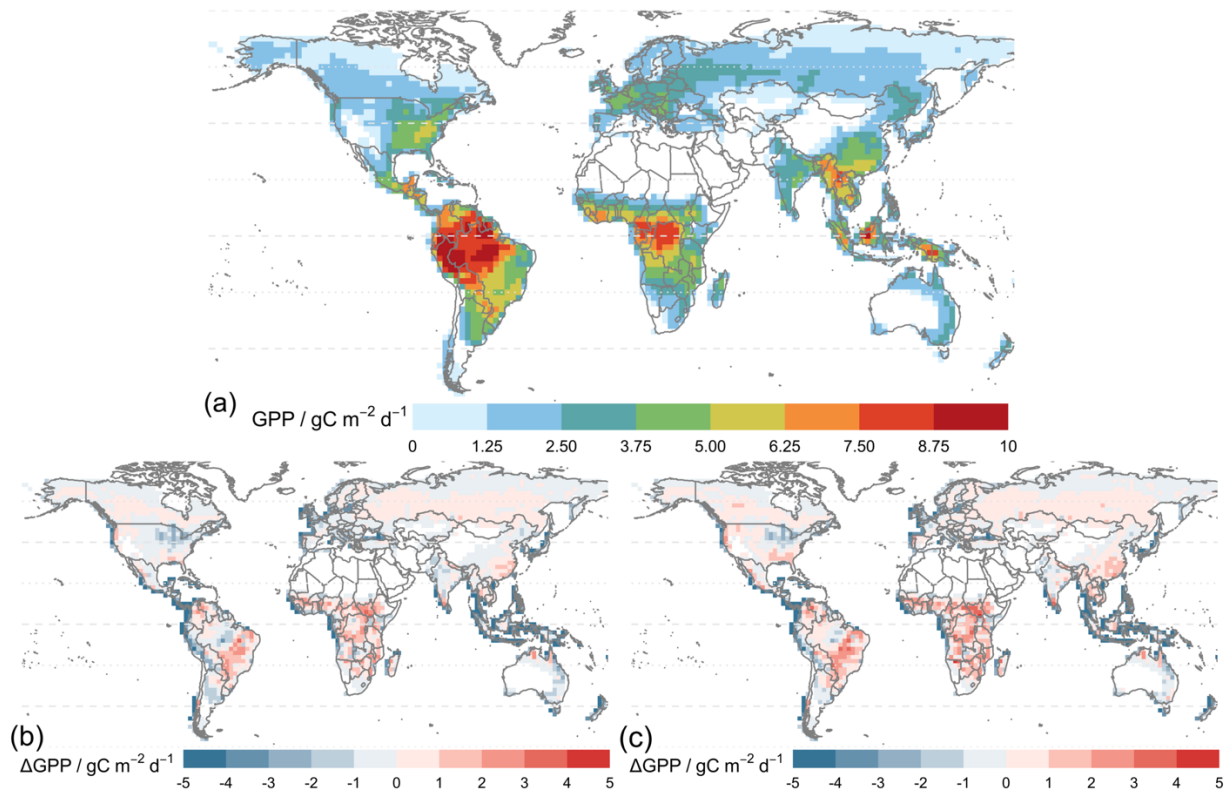 (a)
GPP / gC m⁻² d⁻¹
0 1.25 2.50 3.75 5.00 6.25 7.50 8.75 10
(b)
ΔGPP / gC m⁻² d⁻¹
-5 -4 -3 -2 -1 0 1 2 3 4 5
(c)
ΔGPP / gC m⁻² d⁻¹
-5 -4 -3 -2 -1 0 1 2 3 4 5